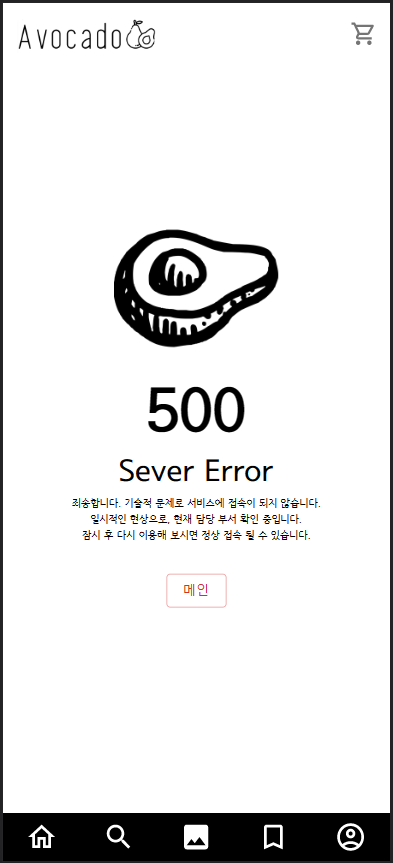 Avocado
500
Sever Error
죄송합니다. 기술적 문제로 서비스에 접속이 되지 않습니다.
일시적인 현상으로, 현재 담당 부서 확인 중입니다.
잠시 후 다시 이용해 보시면 정상 접속 될 수 있습니다.
메인